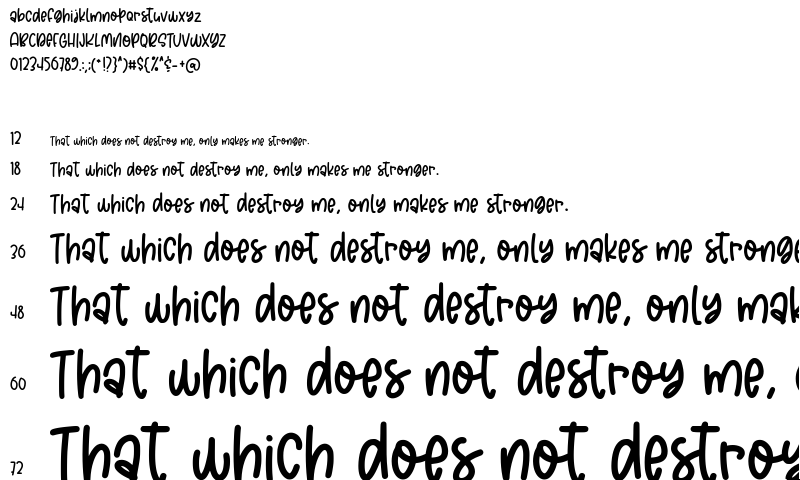 abcdefghijklmnopqrstuvwxyz
ABCDEFGHIJKLMNOPQRSTUVWXYZ
0123456789.:,;(*!?}^)#${%^¢-+@
12 That which does not destroy me, only makes me stronger.
18 That which does not destroy me, only makes me stronger.
24 That which does not destroy me, only makes me stronger.
36 That which does not destroy me, only makes me stronge
48 That which does not destroy me, only mak
60 That which does not destroy me,
72 That which does not destroy